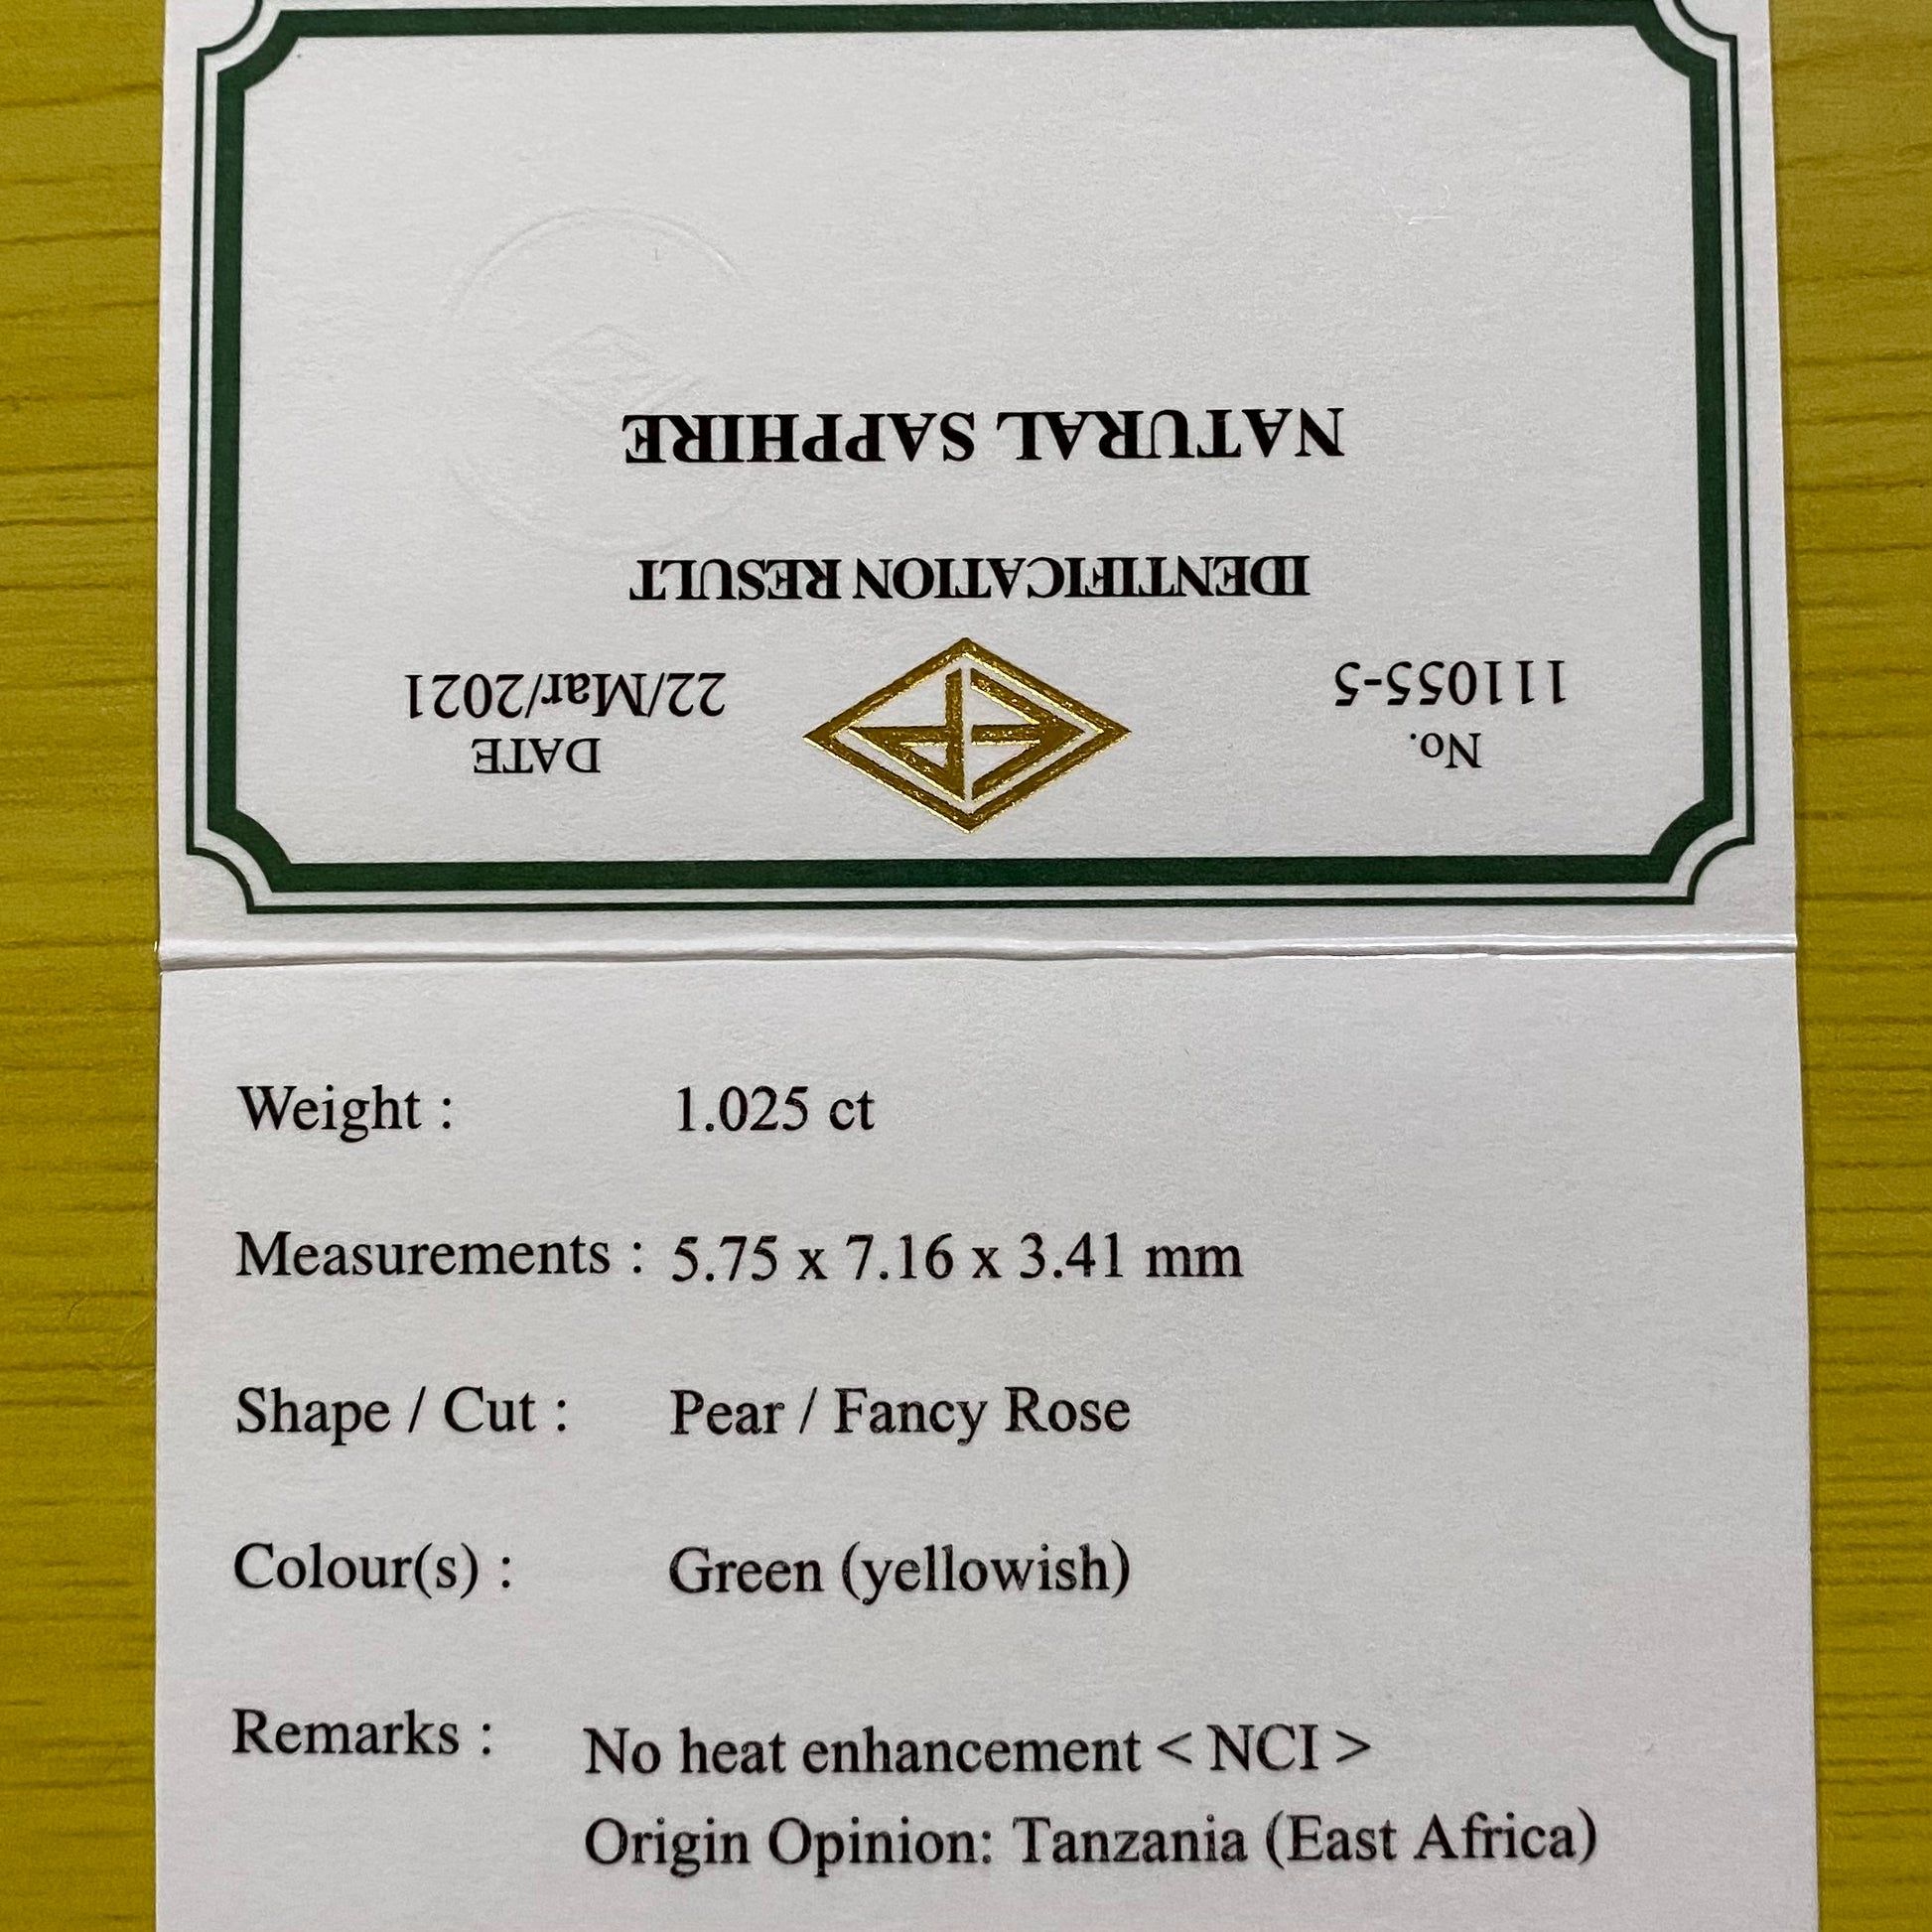 No.
111055-5
DATE
22/Mar/2021
IDENTIFICATION RESULT
NATURAL SAPPHIRE
Weight : 1.025 ct
Measurements : 5.75 x 7.16 x 3.41 mm
Shape / Cut : Pear / Fancy Rose
Colour(s) : Green (yellowish)
Remarks : No heat enhancement < NCI >
Origin Opinion: Tanzania (East Africa)